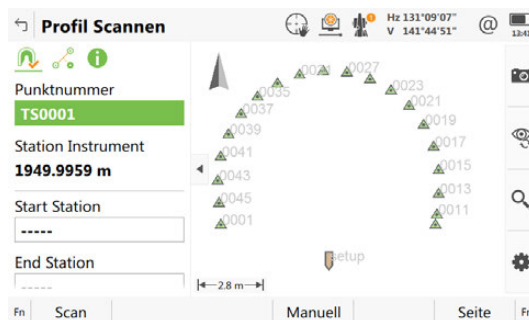 Profil Scannen
Hz 131°09'07"
V 141°44'51"
@
13:41
Punktnummer
TS0001
Station Instrument
1949.9959 m
Start Station
-----
End Station
-----
0027
0035
0023
0037
0021
0039
0019
0041
0017
0043
0015
0045
0013
0001
0011
setup
2.8 m
Fn
Scan
Manuell
Seite